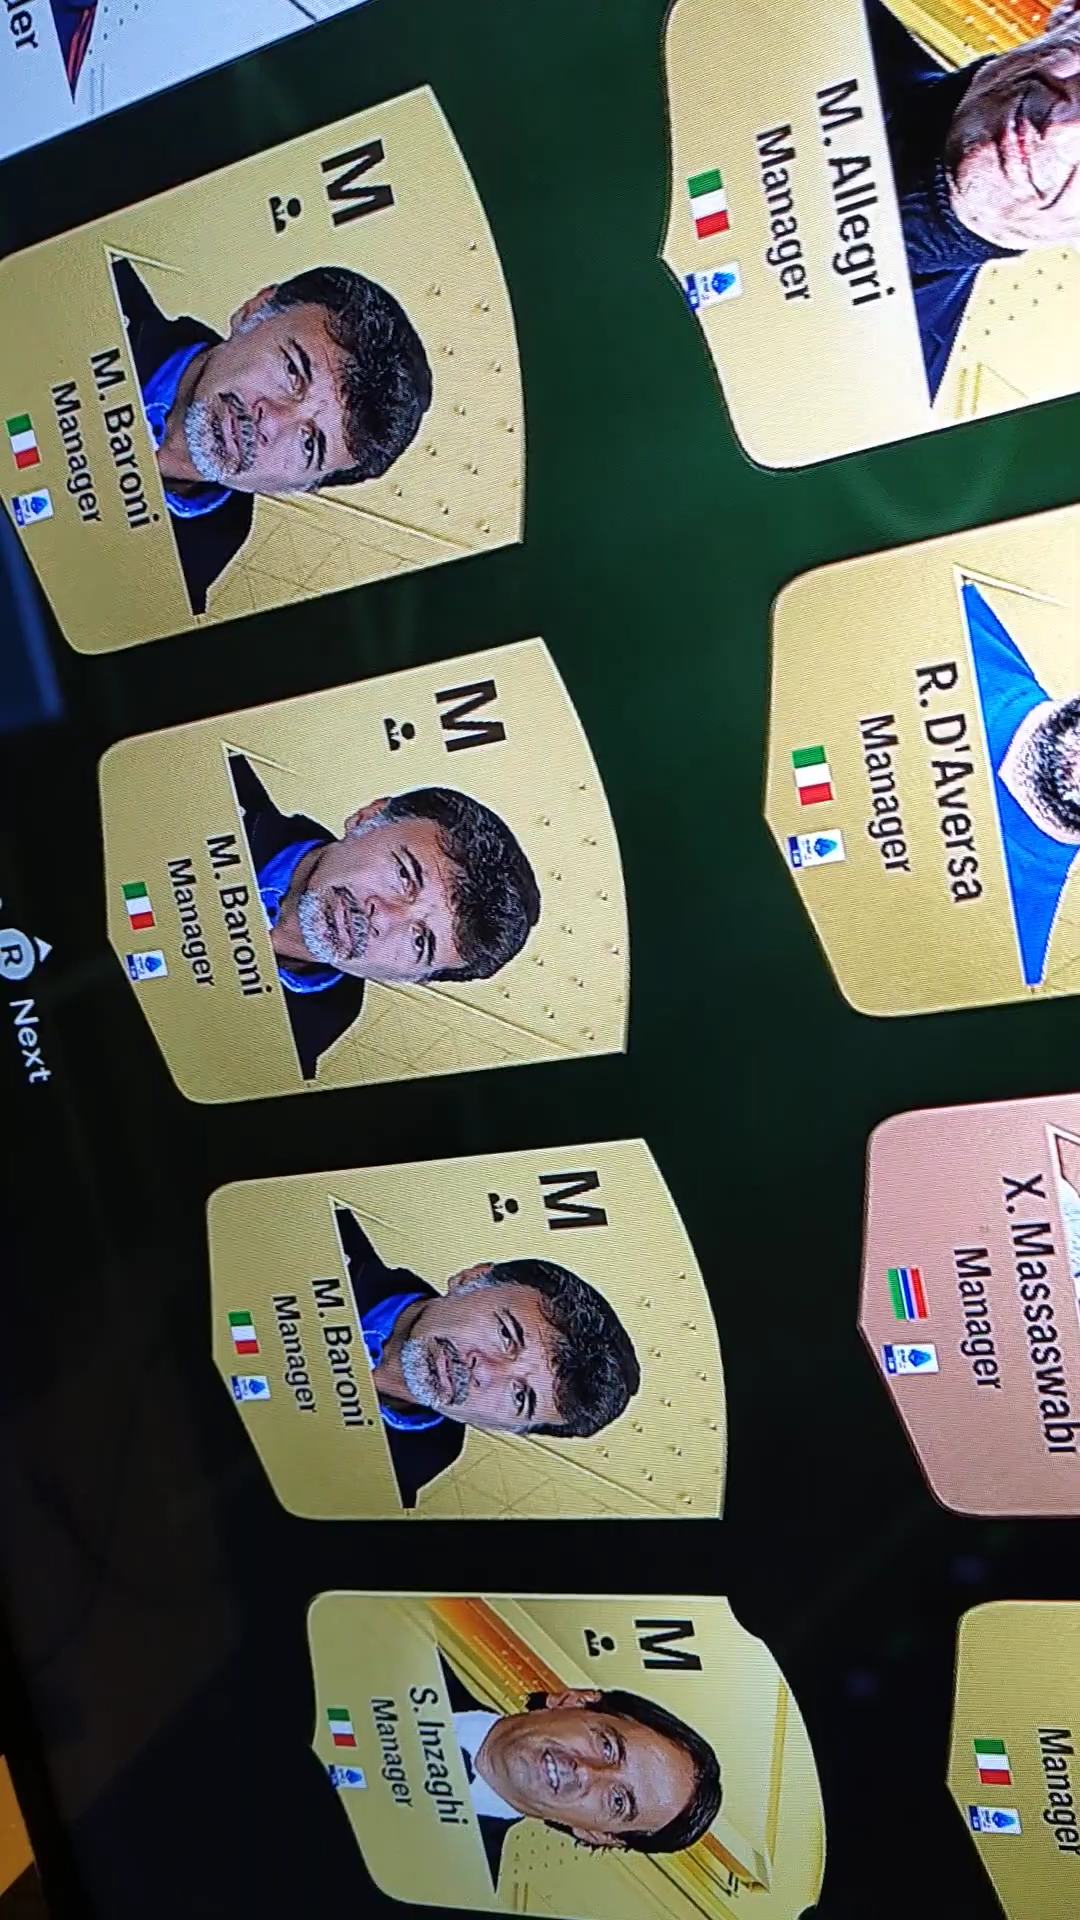 M. Allegri
Manager
R. D'Aversa
Manager
X. Massaswabi
Manager
Manager
M
M. Baroni
Manager
M
M. Baroni
Manager
M
M. Baroni
Manager
M
S. Inzaghi
Manager
R Next